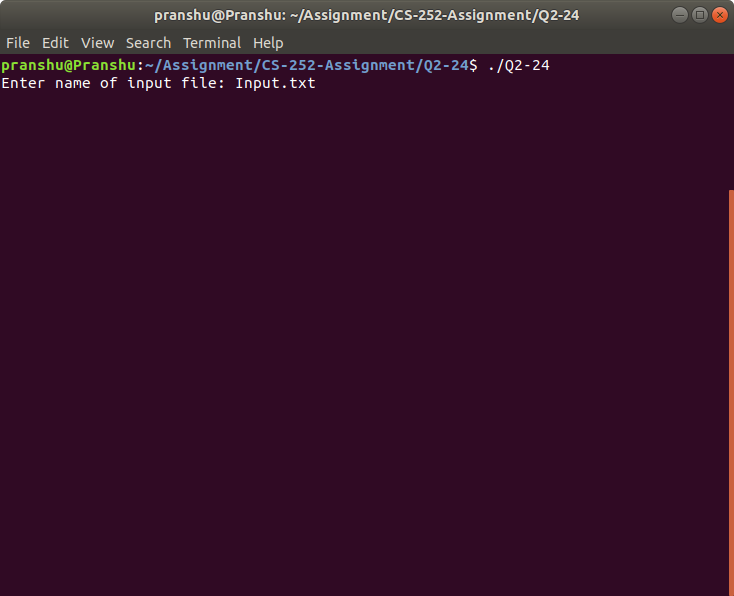 pranshu@Pranshu: ~/Assignment/CS-252-Assignment/Q2-24
File Edit View Search Terminal Help
pranshu@Pranshu:~/Assignment/CS-252-Assignment/Q2-24$ ./Q2-24
Enter name of input file: Input.txt